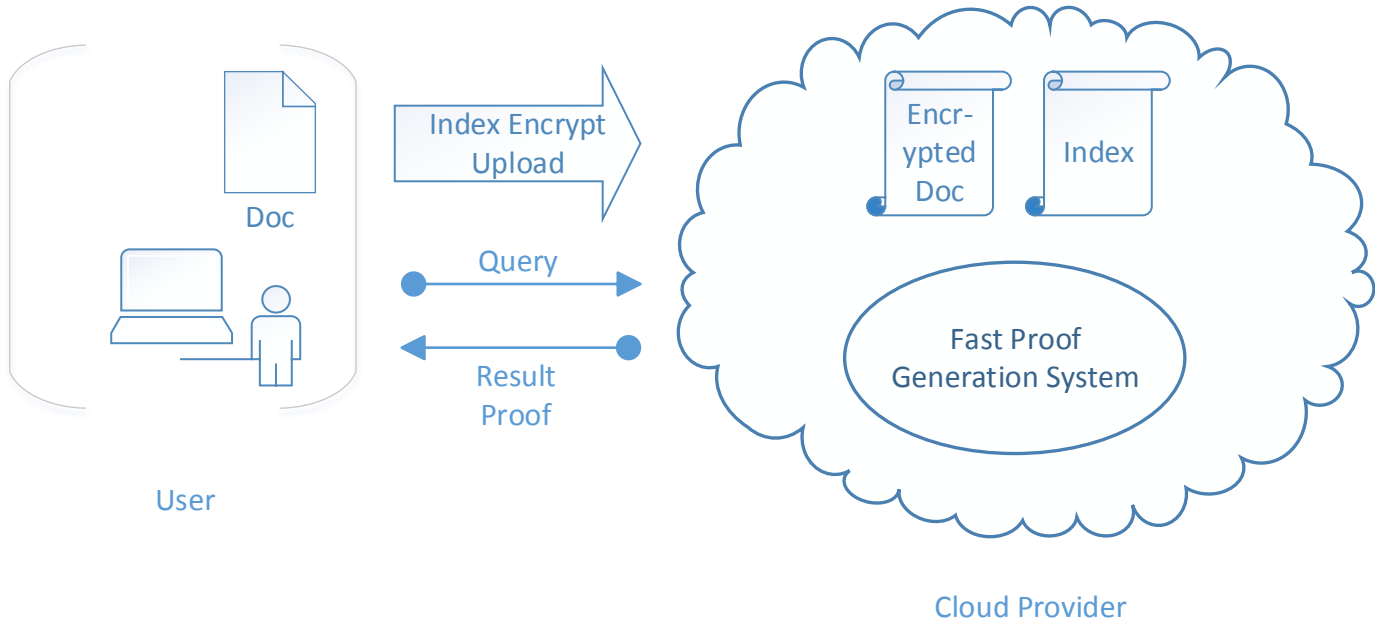 Doc
User
Index Encrypt
Upload
Query
Result
Proof
Encr-
ypted
Doc
Index
Fast Proof
Generation System
Cloud Provider